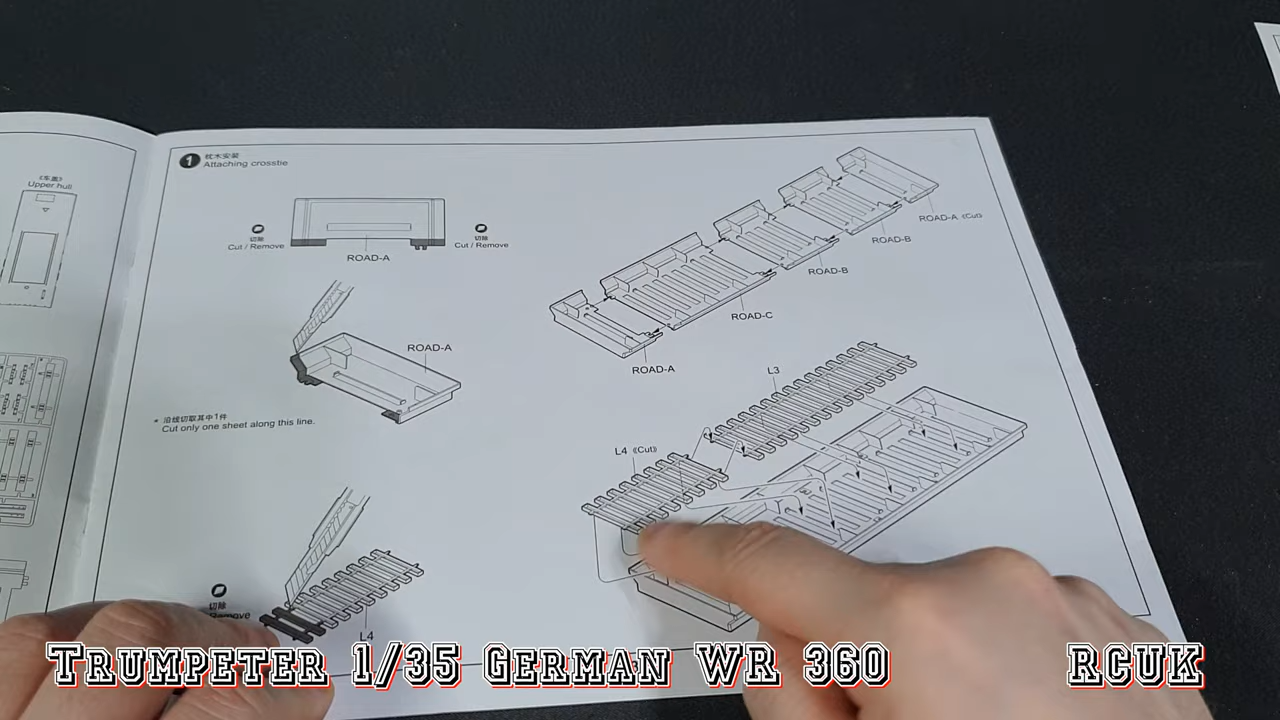 《车盖》
Upper hull
1 枕木安装
Attaching crosstie
切除
Cut / Remove
切除
Cut / Remove
ROAD-A
ROAD-A
* 沿线切取其中1件
Cut only one sheet along this line.
ROAD-A 《Cut》
ROAD-B
ROAD-B
ROAD-C
ROAD-A
L3
L4 《Cut》
切除
Remove
L4
TRUMPETER 1/35 GERMAN WR 360
RCUK